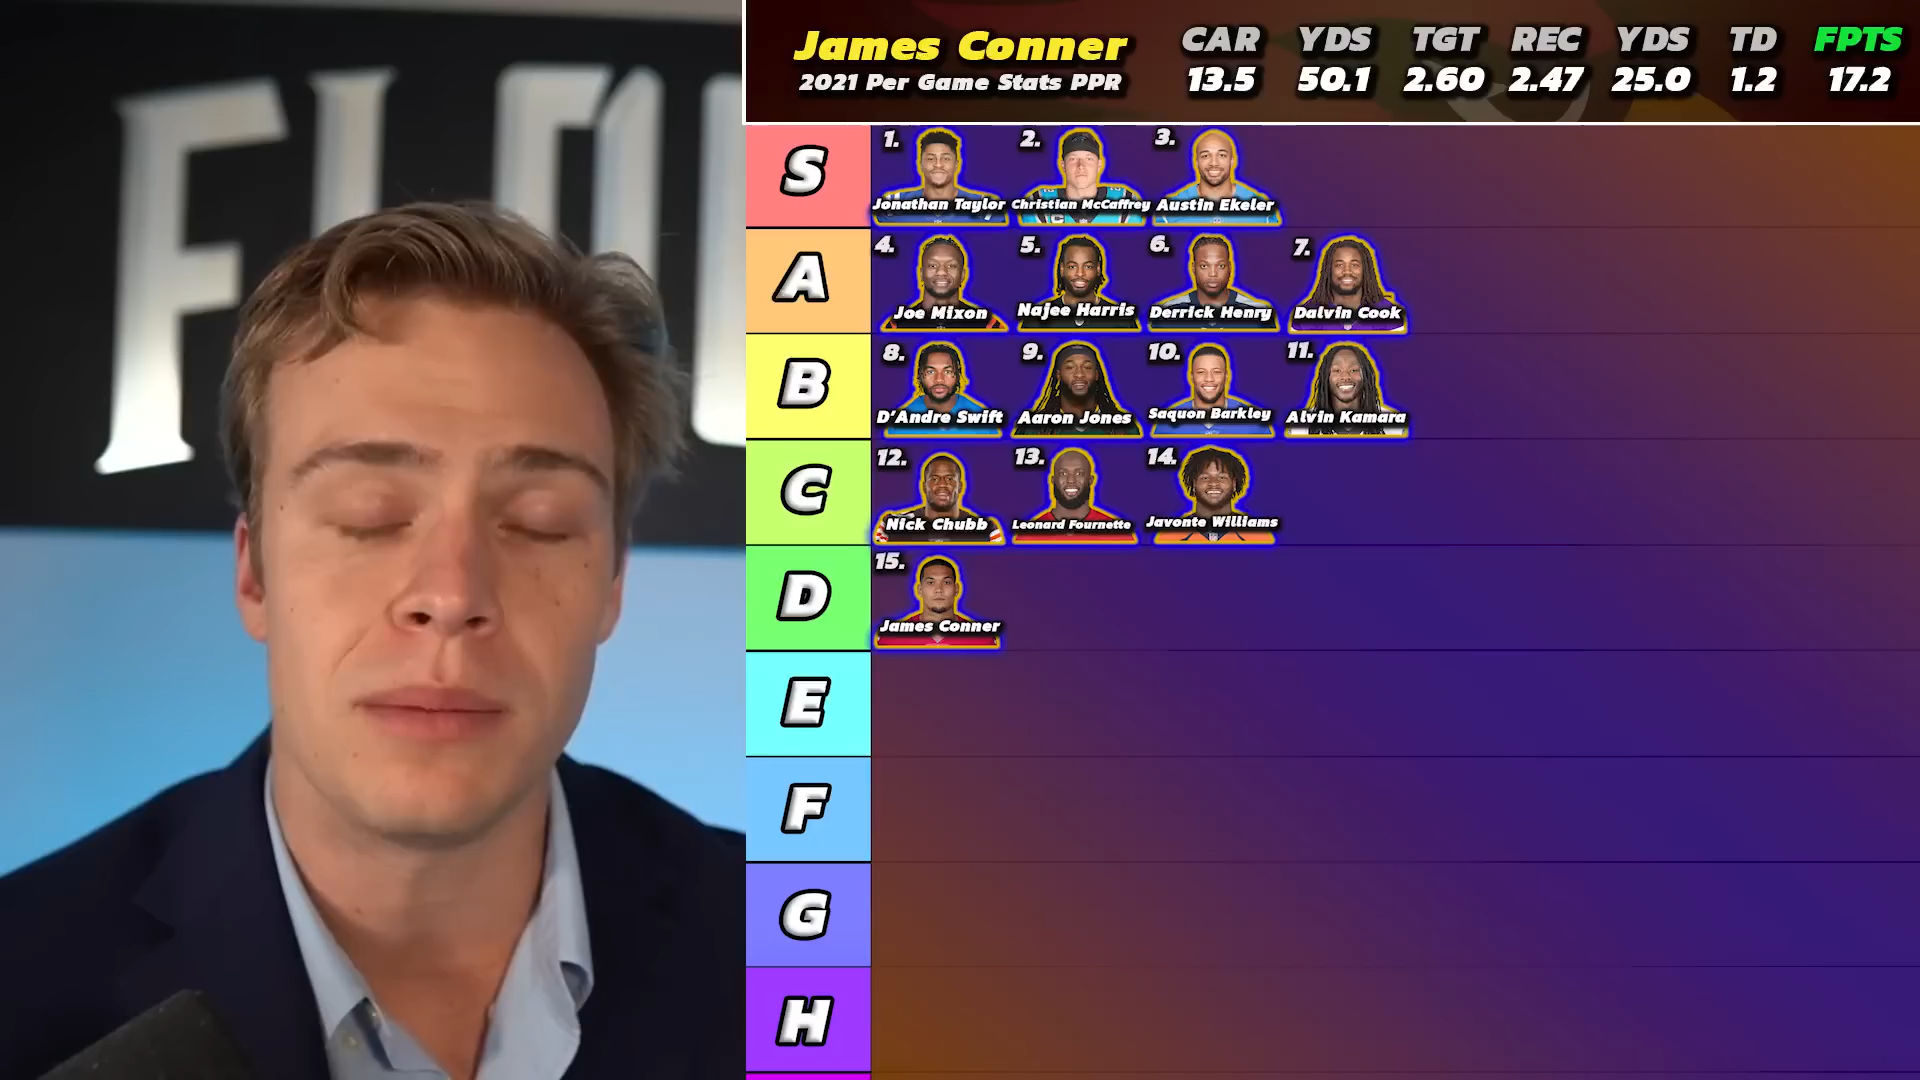 James Conner
2021 Per Game Stats PPR
CAR YDS TGT REC YDS TD FPTS
13.5 50.1 2.60 2.47 25.0 1.2 17.2
S
1. 2. 3.
Jonathan Taylor Christian McCaffrey Austin Ekeler
A
4. 5. 6. 7.
Joe Mixon Najee Harris Derrick Henry Dalvin Cook
B
8. 9. 10. 11.
D'Andre Swift Aaron Jones Saquon Barkley Alvin Kamara
C
12. 13. 14.
Nick Chubb Leonard Fournette Javonte Williams
D
15.
James Conner
E
F
G
H